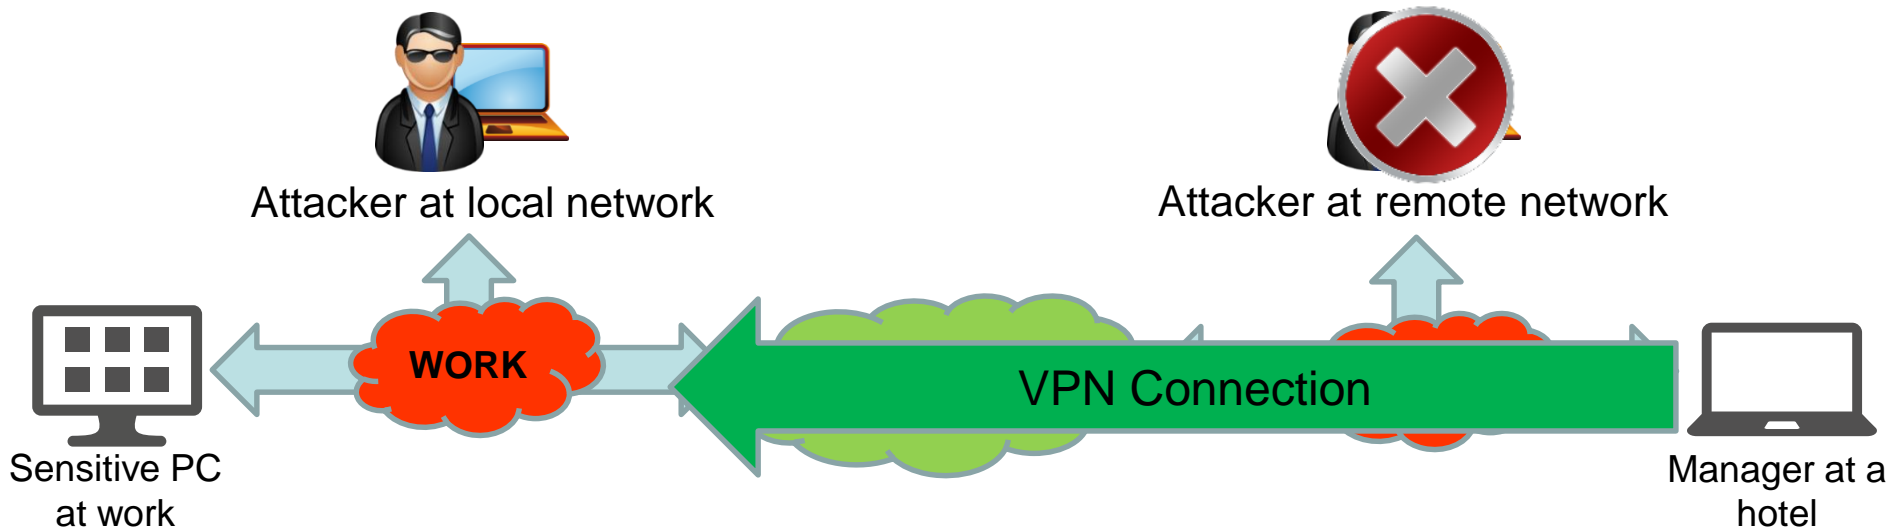 Attacker at local network
Attacker at remote network
WORK
VPN Connection
Sensitive PC
at work
Manager at a
hotel